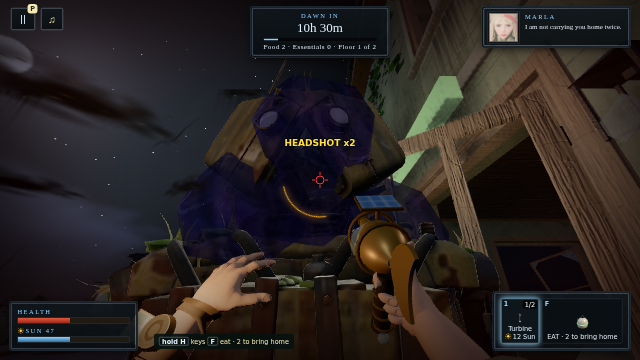 P
DAWN IN
10h 30m
Food 2 · Essentials 0 · Floor 1 of 2
MARLA
I am not carrying you home twice.
HEADSHOT x2
HEALTH
SUN 47
hold H keys F eat · 2 to bring home
1 1/2
Turbine
12 Sun
F
EAT · 2 to bring home